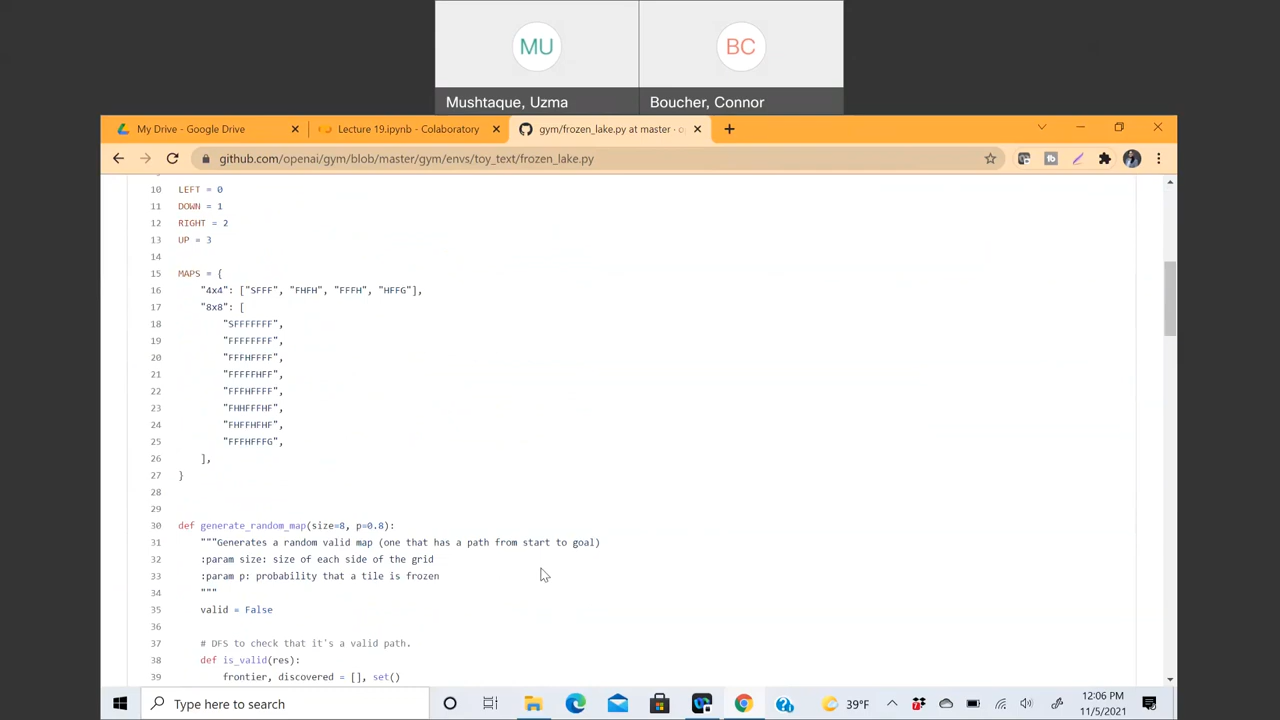 MU
BC
Mushtaque, Uzma
Boucher, Connor
My Drive - Google Drive
Lecture 19.ipynb - Colaboratory
gym/frozen_lake.py at master · o
github.com/openai/gym/blob/master/gym/envs/toy_text/frozen_lake.py
10 LEFT = 0
11 DOWN = 1
12 RIGHT = 2
13 UP = 3
14
15 MAPS = {
16 "4x4": ["SFFF", "FHFH", "FFFH", "HFFG"],
17 "8x8": [
18 "SFFFFFFF",
19 "FFFFFFFF",
20 "FFFHFFFF",
21 "FFFFFHFF",
22 "FFFHFFFF",
23 "FHHFFFHF",
24 "FHFFHFHF",
25 "FFFHFFFG",
26 ],
27 }
28
29
30 def generate_random_map(size=8, p=0.8):
31 """Generates a random valid map (one that has a path from start to goal)
32 :param size: size of each side of the grid
33 :param p: probability that a tile is frozen
34 """
35 valid = False
36
37 # DFS to check that it's a valid path.
38 def is_valid(res):
39 frontier, discovered = [], set()
Type here to search
39°F
12:06 PM
11/5/2021